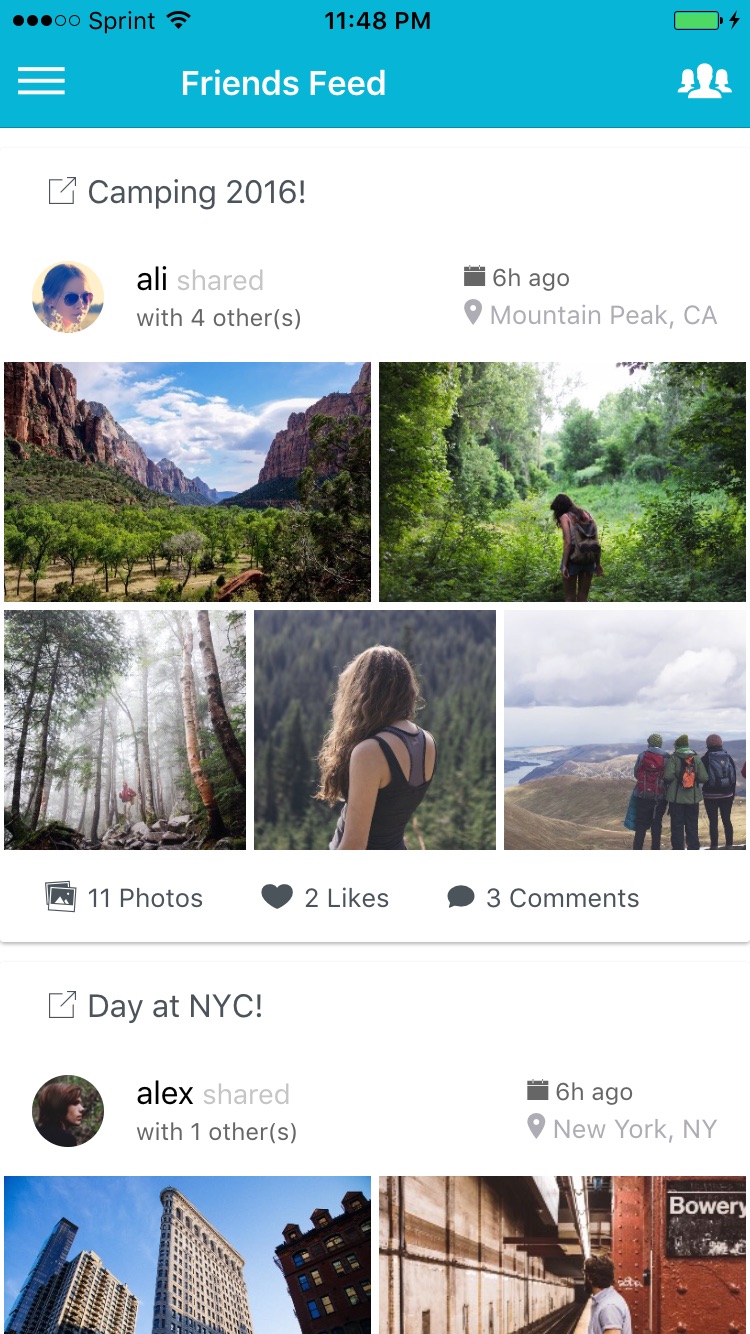 Sprint 11:48 PM
Friends Feed
Camping 2016!
ali shared
with 4 other(s)
6h ago
Mountain Peak, CA
11 Photos 2 Likes 3 Comments
Day at NYC!
alex shared
with 1 other(s)
6h ago
New York, NY
Bowery